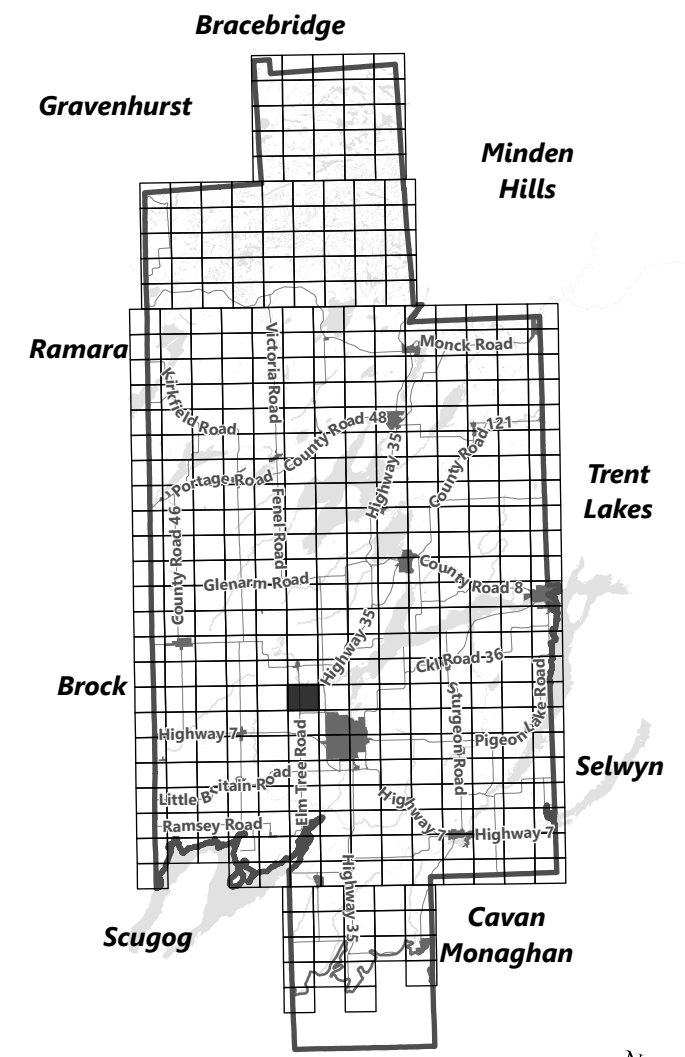 Bracebridge
Gravenhurst
Minden
Hills
Ramara
Monck Road
Victoria Road
Kirkfield Road
County Road 48
Highway 35
County Road 121
Portage Road
Trent
Lakes
Fenel Road
County Road 46
Glenarm Road
County Road 8
Highway 35
Ckl Road 36
Brock
Sturgeon Road
Pigeon Lake Road
Highway 7
Elm Tree Road
Selwyn
Little Britain Road
Highway 7
Highway 7
Ramsey Road
Highway 35
Scugog
Cavan
Monaghan